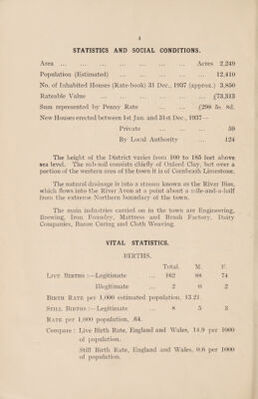 4
STATISTICS AND SOCIAL CONDITIONS.
Area ... ... ... ... ... ... Acres 2,249
Population (Estimated) ... ... ... ... 12,410
No. of Inhabited Houses (Rate-book) 31 Dec., 1937 (approx.) 3,850
Rateable Value ... ... ... ... ... £73,313
Sum represented by Penny Rate ... ... £298 5s. 8d.
New Houses erected between 1st Jan. and 31st Dec., 1937—
Private ... ... 59
By Local Authority ... 124
The height of the District varies from 100 to 185 feet above
sea level. The sub-soil consists chiefly of Oxford Clay, but over a
portion of the western area of the town it is of Cornbrash Limestone.
The natural drainage is into a stream known as the River Biss,
which flows into the River Avon at a point about a mile-and-a-half
from the extreme Northern boundary of the town.
The main industries carried on in the town are Engineering,
Brewing, Iron Foundry, Mattress and Brush Factory, Dairy
Companies, Bacon Curing and Cloth Weaving.
VITAL STATISTICS.
BIRTHS.
Total. M. F.
LIVE BIRTHS :—Legitimate ... 162 88 74
Illegitimate ... 2 0 2
BIRTH RATE per 1,000 estimated population, 13.21
STILL BIRTHS :—Legitimate ... 8 5 3
RATE per 1,000 population, .64.
Compare : Live Birth Rate, England and Wales, 14.9 per 1000
of population.
Still Birth Rate, England and Wales, 0.6 per 1000
of population.